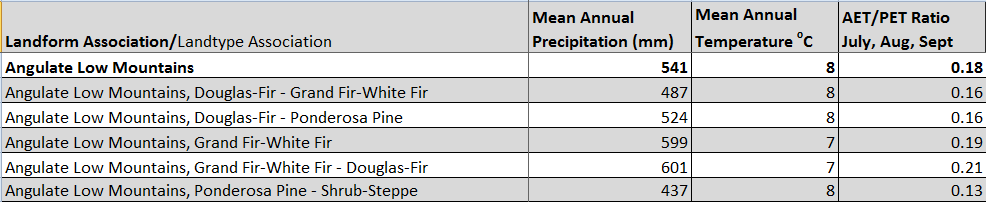 Landform Association/Landtype Association Mean Annual Precipitation (mm) Mean Annual Temperature °C AET/PET Ratio July, Aug, Sept
Angulate Low Mountains 541 8 0.18
Angulate Low Mountains, Douglas-Fir - Grand Fir-White Fir 487 8 0.16
Angulate Low Mountains, Douglas-Fir - Ponderosa Pine 524 8 0.16
Angulate Low Mountains, Grand Fir-White Fir 599 7 0.19
Angulate Low Mountains, Grand Fir-White Fir - Douglas-Fir 601 7 0.21
Angulate Low Mountains, Ponderosa Pine - Shrub-Steppe 437 8 0.13